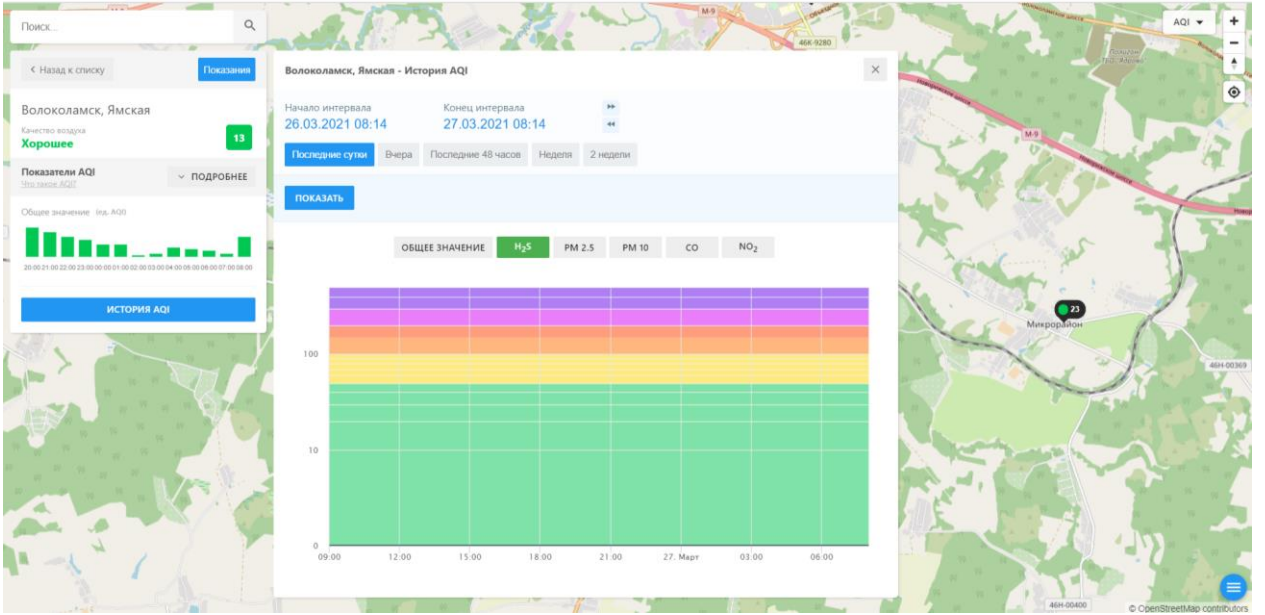 Поиск...
< Назад к списку
Показания
Волоколамск, Ямская
Качество воздуха
Хорошее
13
Показатели AQI
Что такое AQI?
ПОДРОБНЕЕ
Общее значение (ед. AQI)
20:00 21:00 22:00 23:00 00:00 01:00 02:00 03:00 04:00 05:00 06:00 07:00 08:00
ИСТОРИЯ AQI
Волоколамск, Ямская - История AQI
Начало интервала
Конец интервала
26.03.2021 08:14
27.03.2021 08:14
Последние сутки
Вчера
Последние 48 часов
Неделя
2 недели
ПОКАЗАТЬ
ОБЩЕЕ ЗНАЧЕНИЕ
H₂S
PM 2.5
PM 10
CO
NO₂
100
10
0
09:00 12:00 15:00 18:00 21:00 27. Март 03:00 06:00
M-9
46K-9280
AQI
M-9
23
Микрорайон
46H-00369
46H-00400
© OpenStreetMap contributors